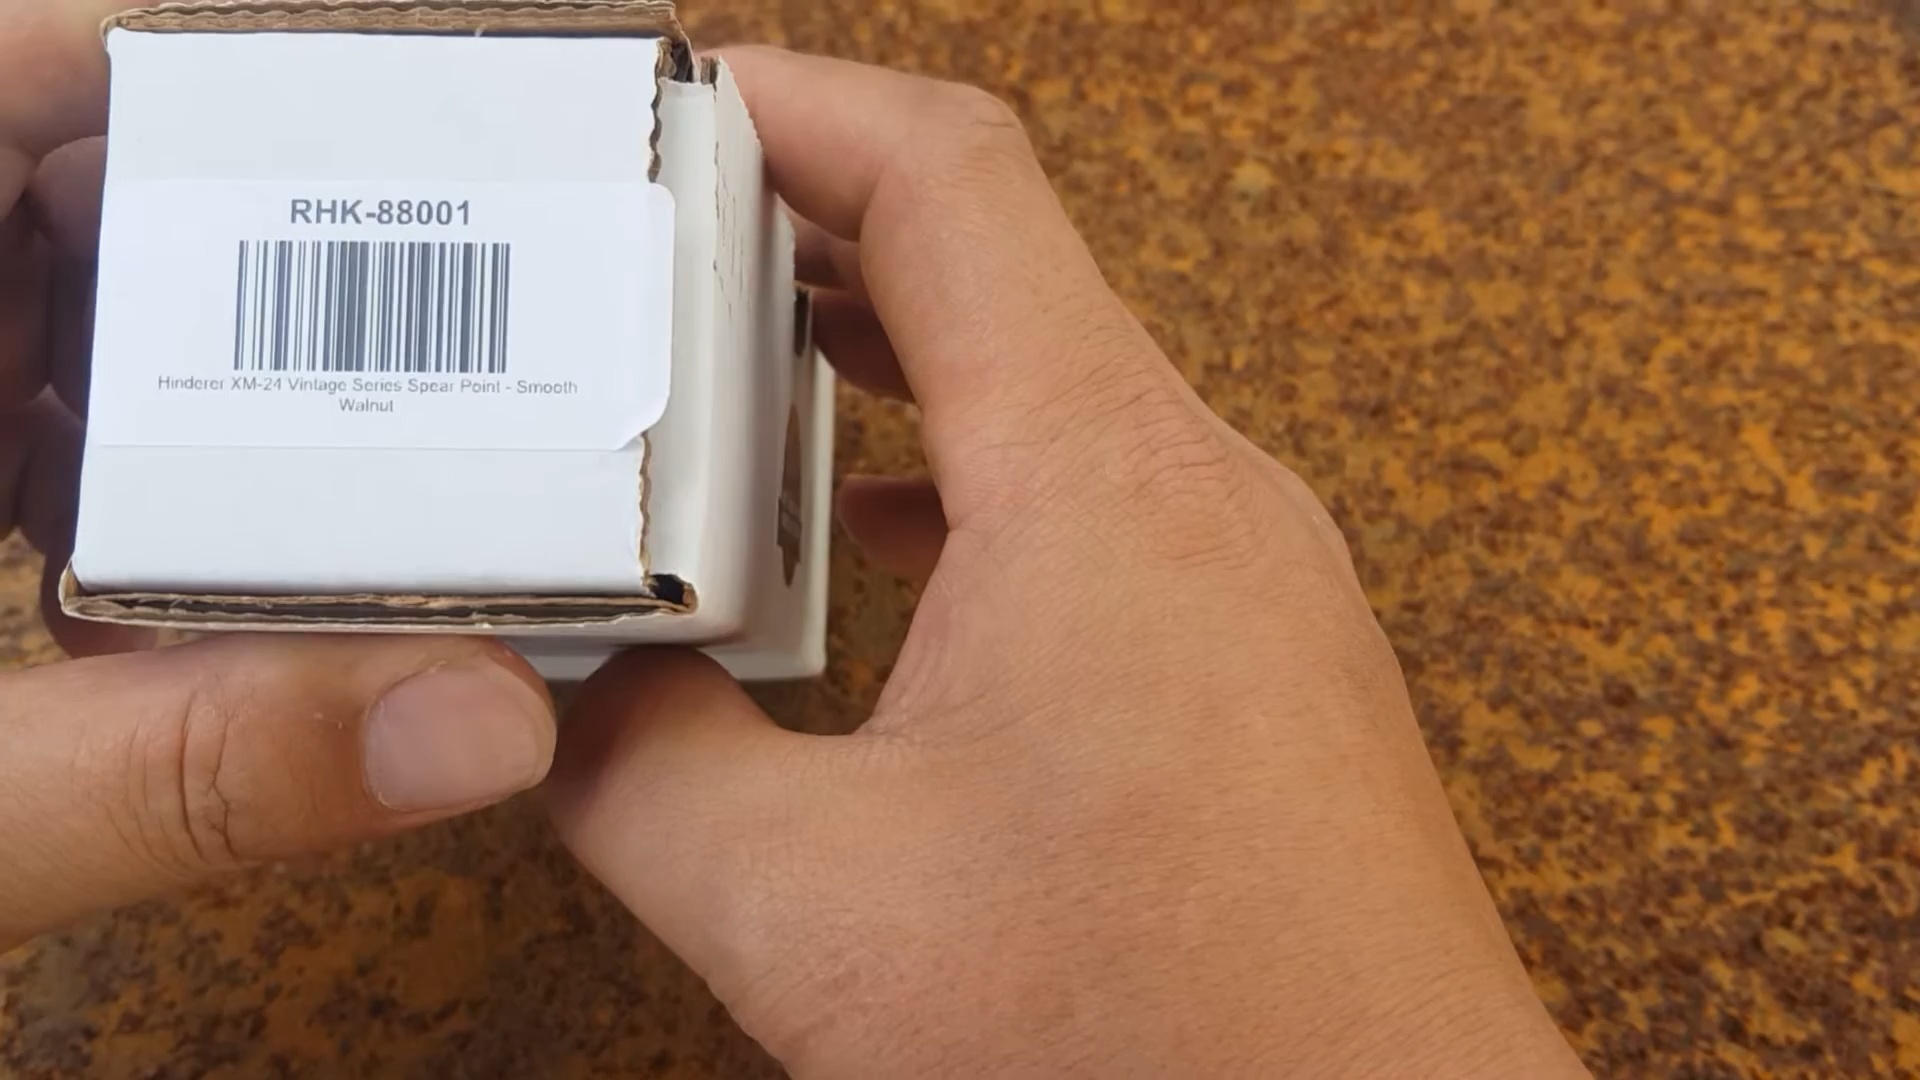 RHK-88001
Hinderer XM-24 Vintage Series Spear Point - Smooth
Walnut